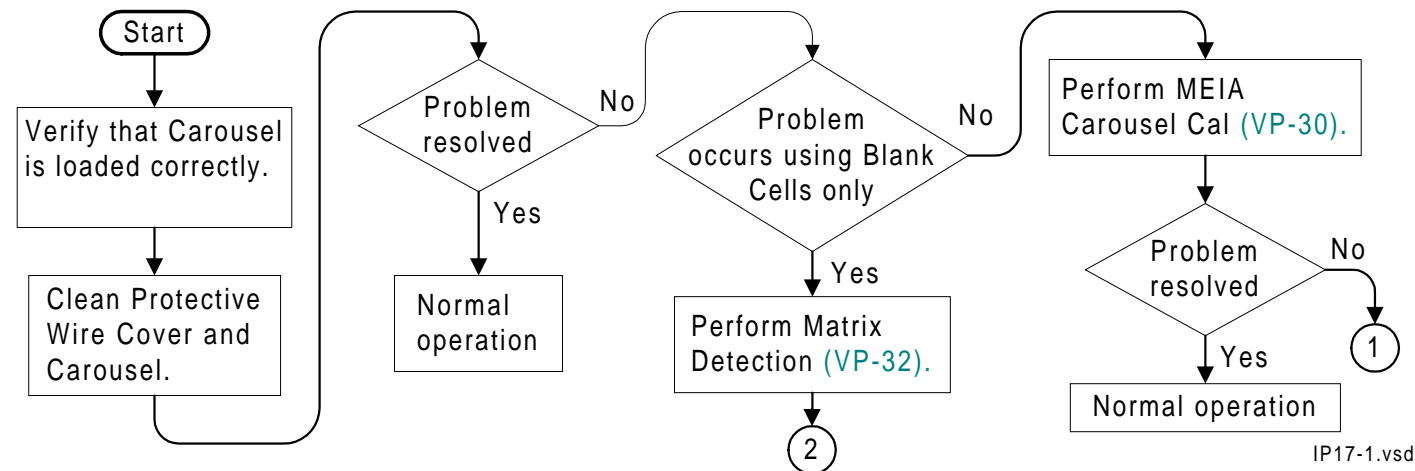 Start
Verify that Carousel
is loaded correctly.
Clean Protective
Wire Cover and
Carousel.
Problem
resolved
No
Yes
Normal
operation
Problem
occurs using Blank
Cells only
No
Yes
Perform Matrix
Detection (VP-32).
2
Perform MEIA
Carousel Cal (VP-30).
Problem
resolved
No
1
Yes
Normal operation
IP17-1.vsd